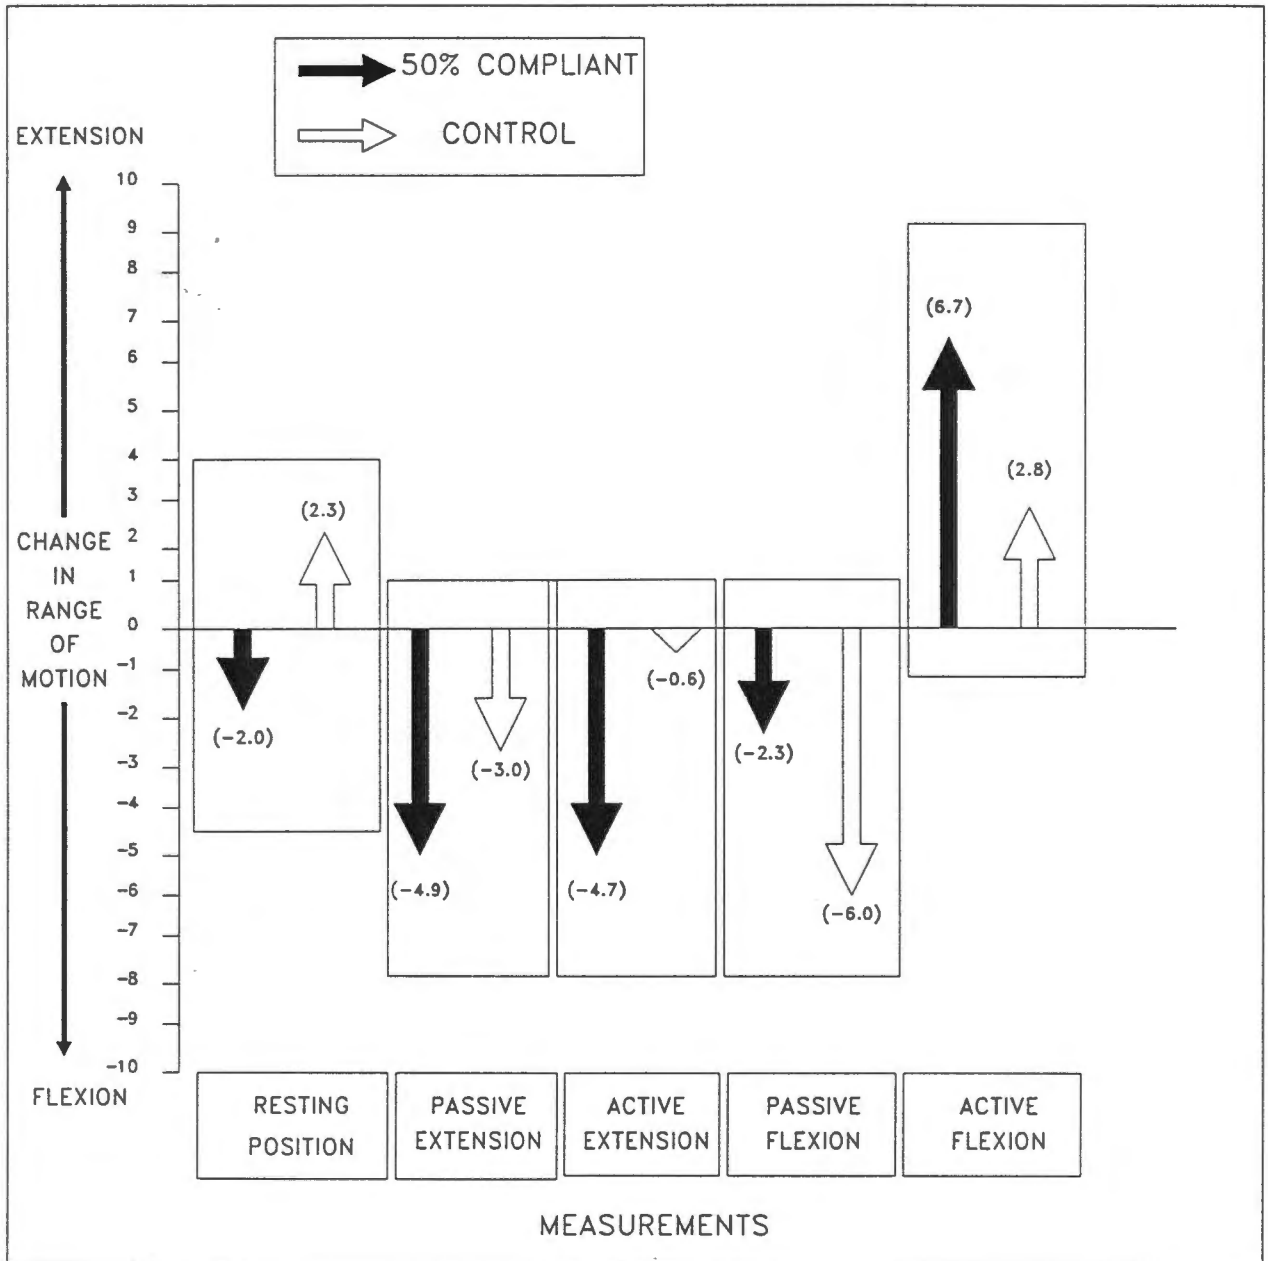 50% COMPLIANT
CONTROL
EXTENSION
10
9
8
7
6
5
4
3
2
1
0
-1
-2
-3
-4
-5
-6
-7
-8
-9
-10
CHANGE
IN
RANGE
OF
MOTION
FLEXION
(-2.0)
(2.3)
(-4.9)
(-3.0)
(-4.7)
(-0.6)
(-2.3)
(-6.0)
(6.7)
(2.8)
RESTING
POSITION
PASSIVE
EXTENSION
ACTIVE
EXTENSION
PASSIVE
FLEXION
ACTIVE
FLEXION
MEASUREMENTS